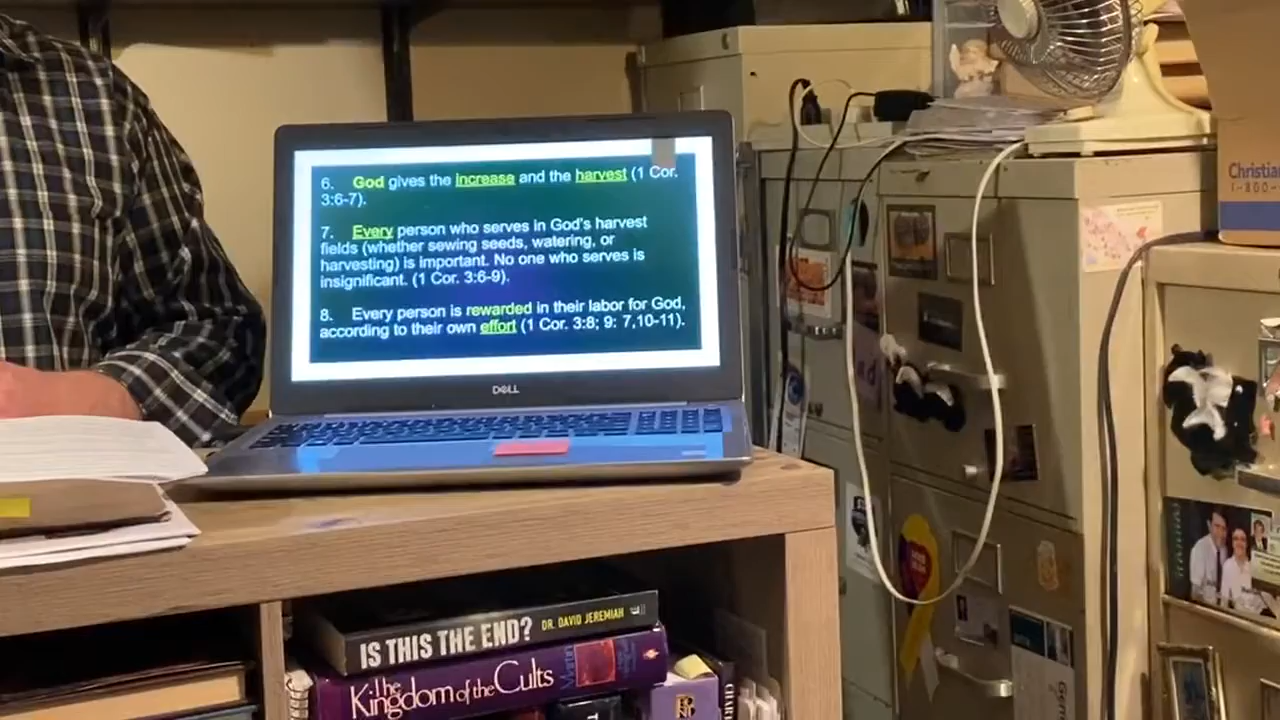 6. God gives the increase and the harvest (1 Cor.
3:6-7).
7. Every person who serves in God's harvest
fields (whether sewing seeds, watering, or
harvesting) is important. No one who serves is
insignificant. (1 Cor. 3:6-9).
8. Every person is rewarded in their labor for God,
according to their own effort (1 Cor. 3:8; 9: 7,10-11).
DELL
IS THIS THE END? DR. DAVID JEREMIAH
The Kingdom of the Cults Martin
Christian
1-800-